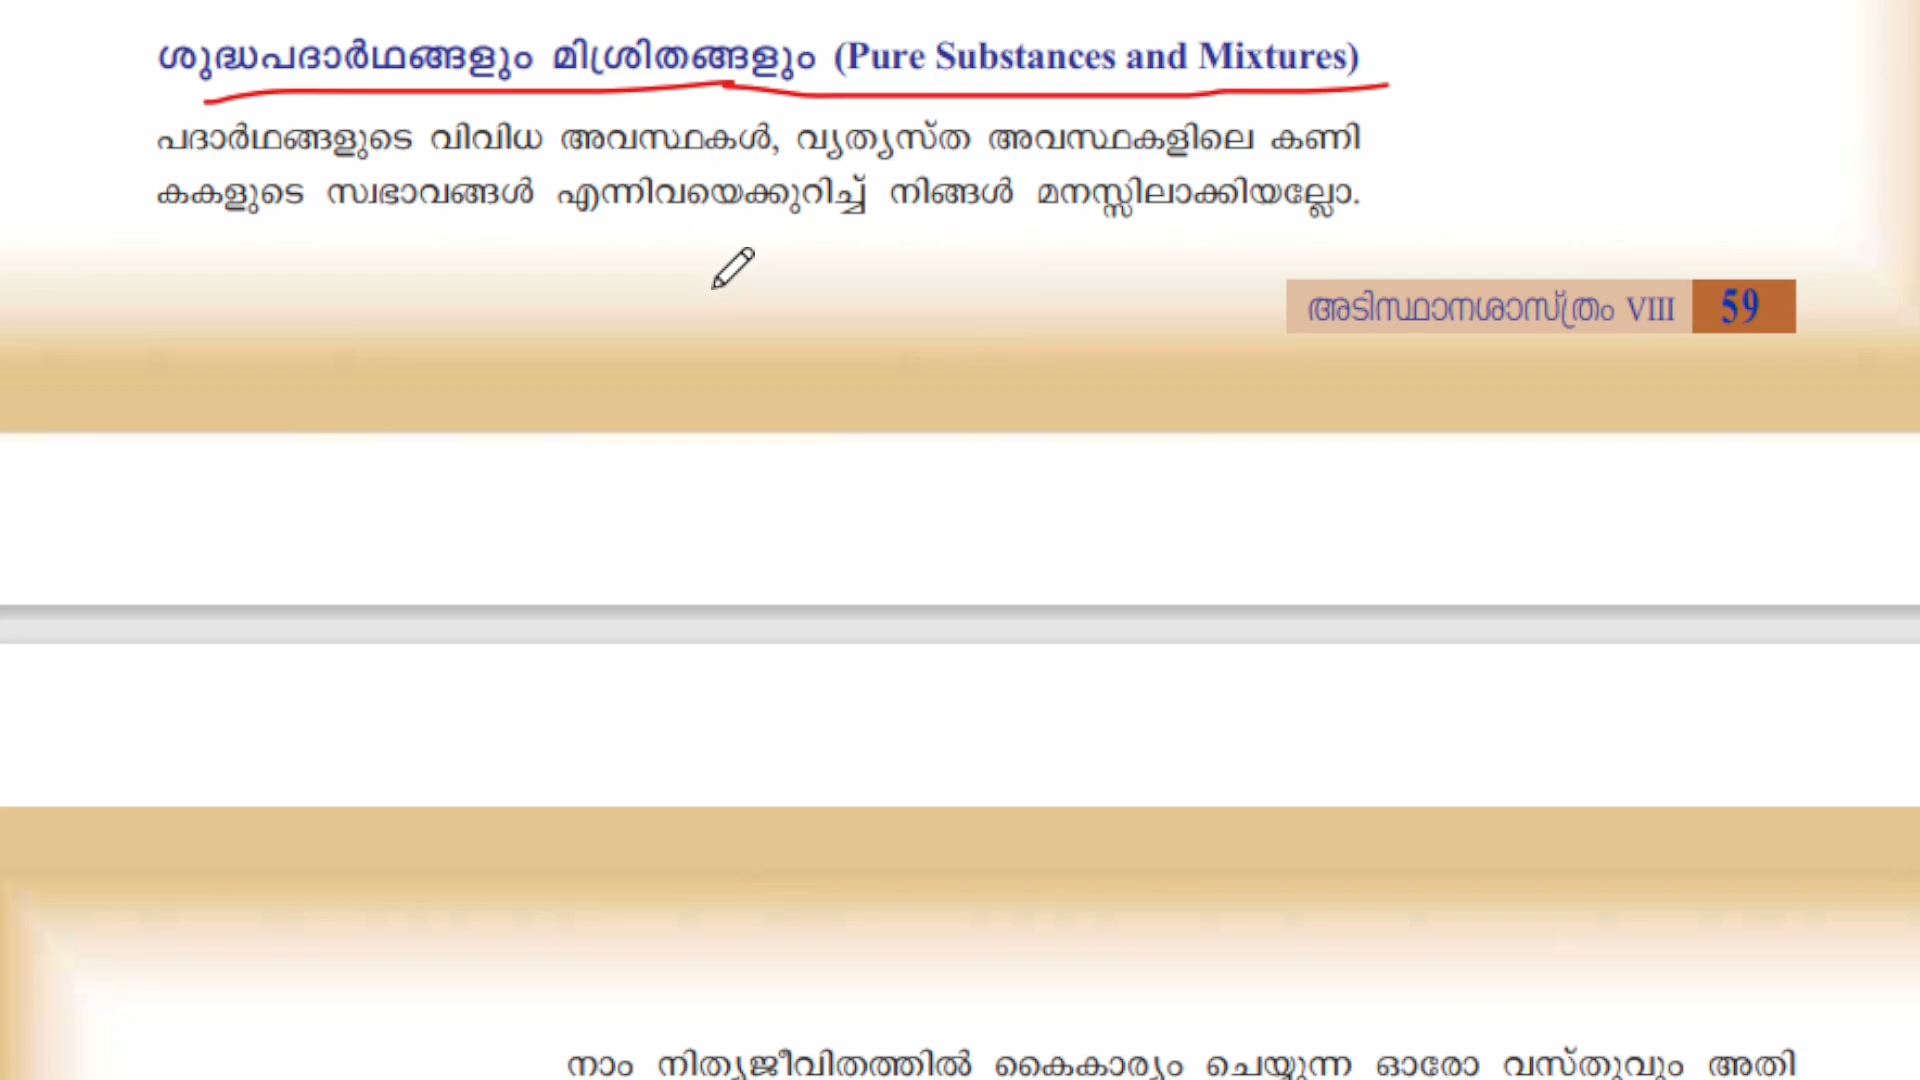 ശുദ്ധപദാർഥങ്ങളും മിശ്രിതങ്ങളും (Pure Substances and Mixtures)
പദാർഥങ്ങളുടെ വിവിധ അവസ്ഥകൾ, വ്യത്യസ്ത അവസ്ഥകളിലെ കണി
കകളുടെ സ്വഭാവങ്ങൾ എന്നിവയെക്കുറിച്ച് നിങ്ങൾ മനസ്സിലാക്കിയല്ലോ.
അടിസ്ഥാനശാസ്ത്രം VIII 59
നാം നിത്യജീവിതത്തിൽ കൈകാര്യം ചെയ്യുന്ന ഓരോ വസ്തുവും അതി